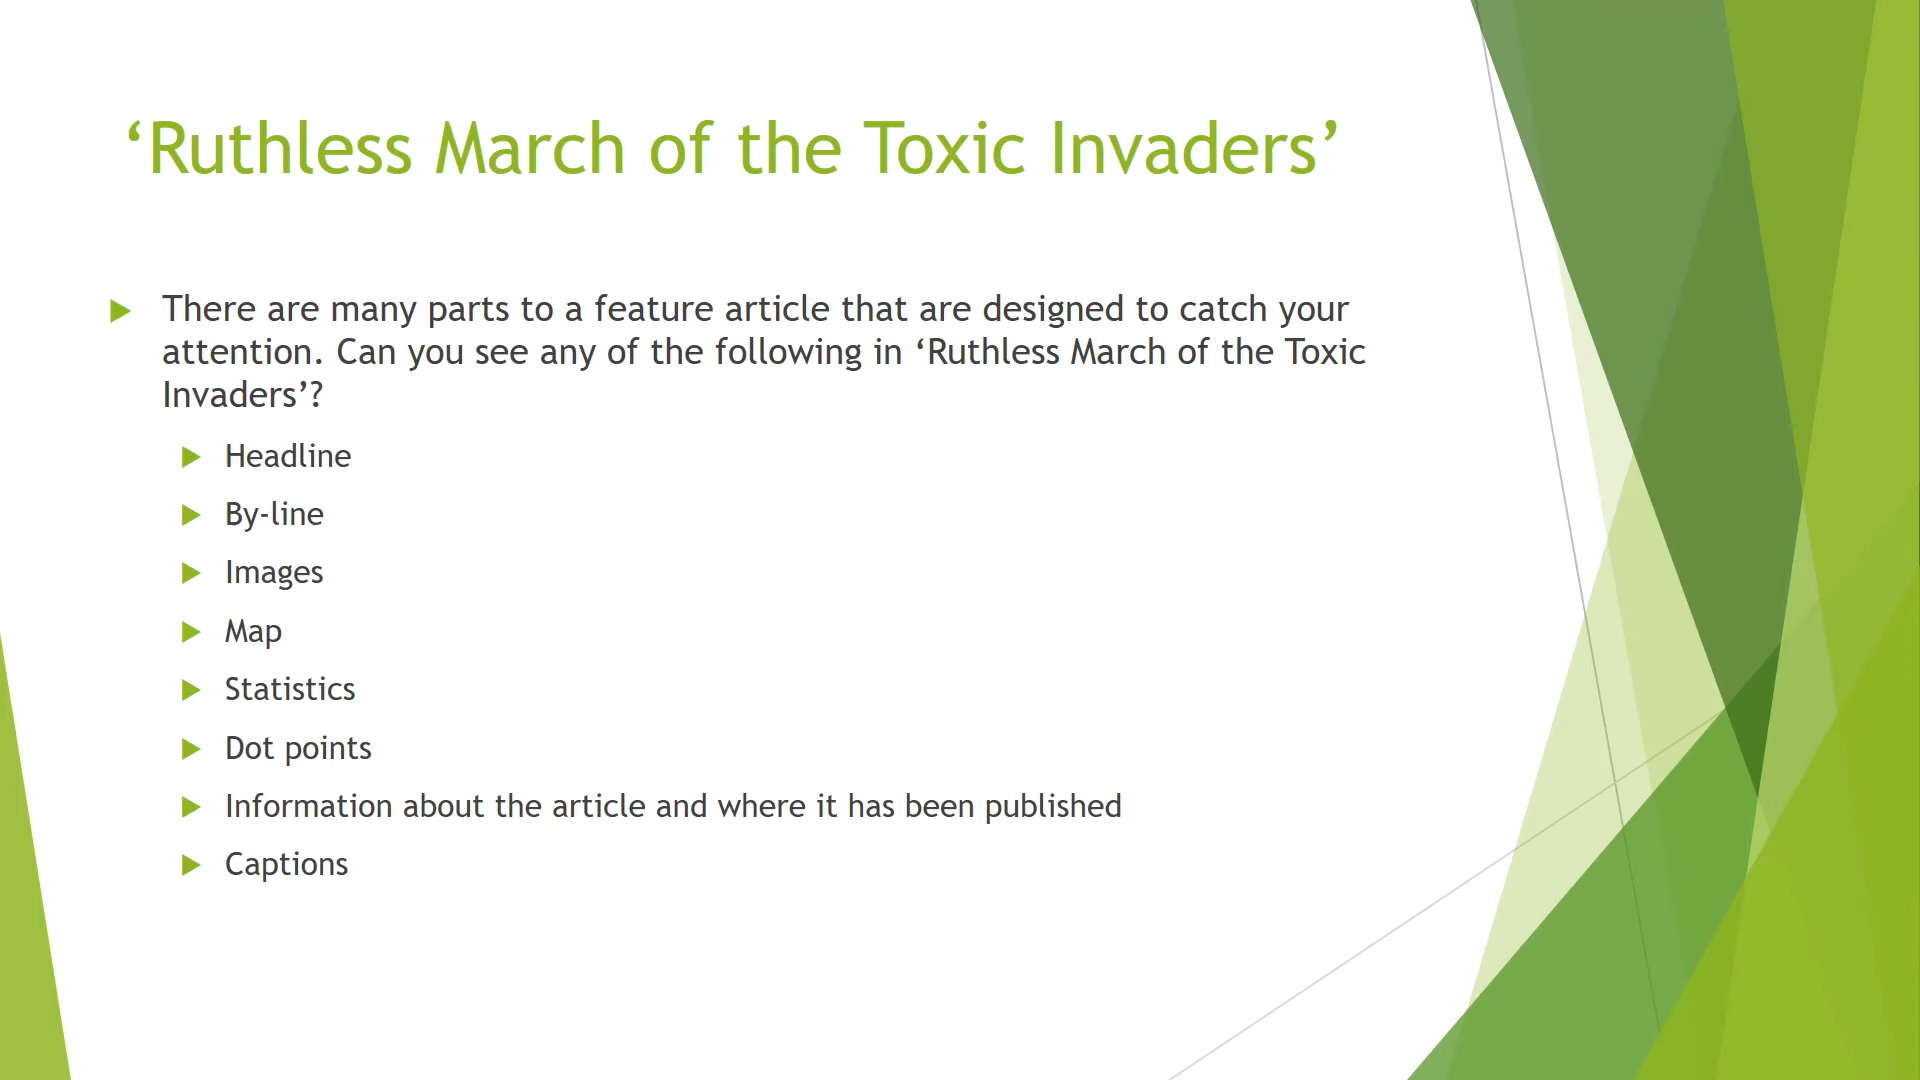 ‘Ruthless March of the Toxic Invaders’
There are many parts to a feature article that are designed to catch your
attention. Can you see any of the following in ‘Ruthless March of the Toxic
Invaders’?
Headline
By-line
Images
Map
Statistics
Dot points
Information about the article and where it has been published
Captions